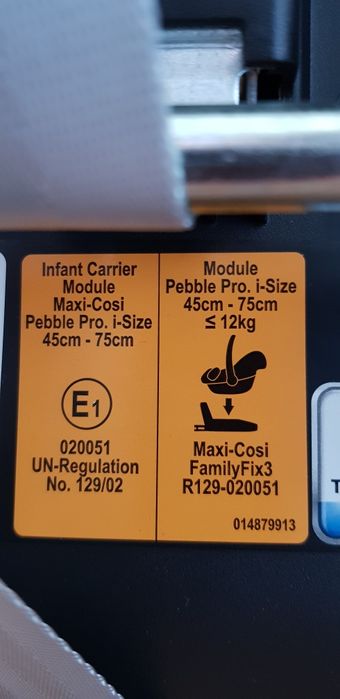 Infant Carrier
Module
Maxi-Cosi
Pebble Pro. i-Size
45cm - 75cm
E1
020051
UN-Regulation
No. 129/02
Module
Pebble Pro. i-Size
45cm - 75cm
≤ 12kg
Maxi-Cosi
FamilyFix3
R129-020051
014879913
T